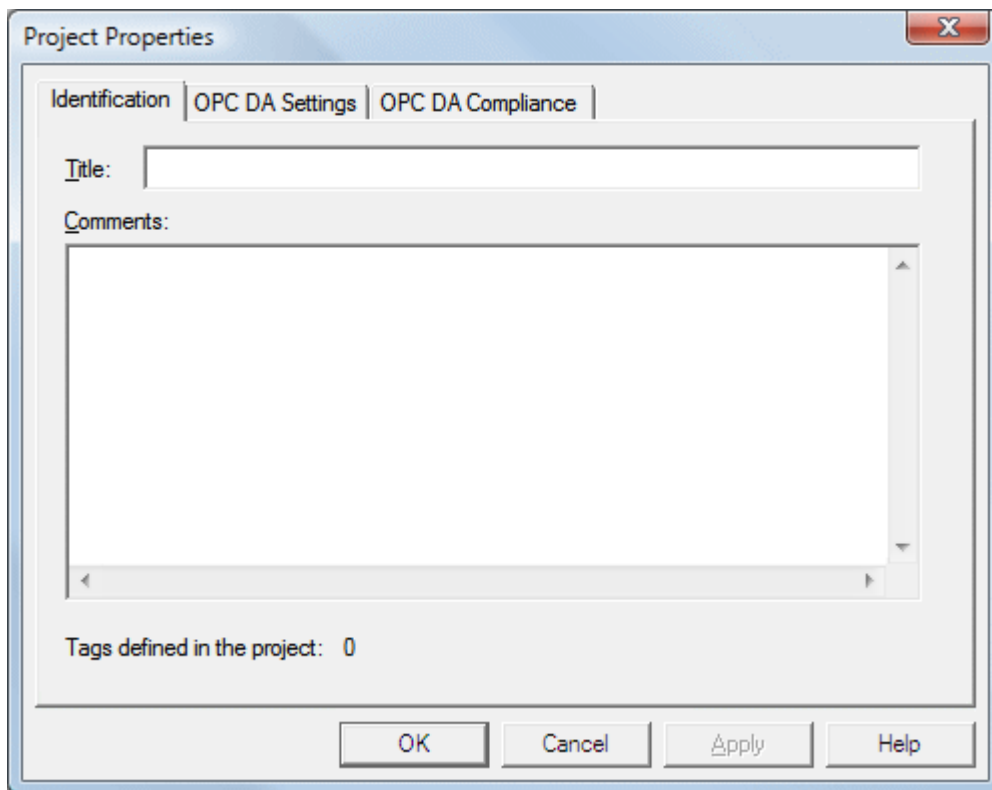 Project Properties
Identification OPC DA Settings OPC DA Compliance
Title:
Comments:
Tags defined in the project: 0
OK Cancel Apply Help